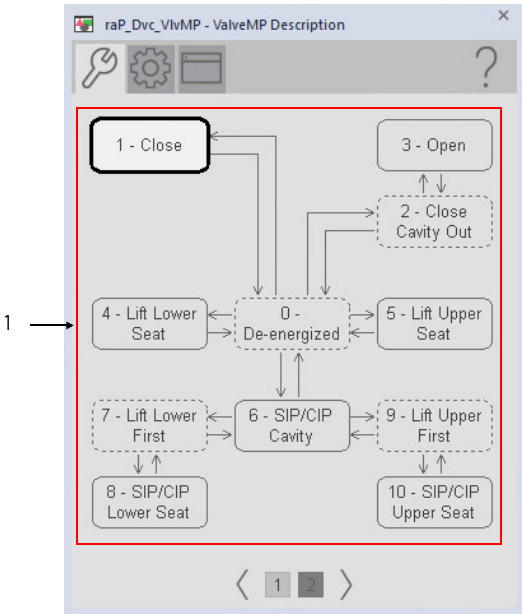 raP_Dvc_VlvMP - ValveMP Description
×
?
1 - Close
3 - Open
2 - Close
Cavity Out
1
4 - Lift Lower
Seat
0 -
De-energized
5 - Lift Upper
Seat
7 - Lift Lower
First
6 - SIP/CIP
Cavity
9 - Lift Upper
First
8 - SIP/CIP
Lower Seat
10 - SIP/CIP
Upper Seat
1 2